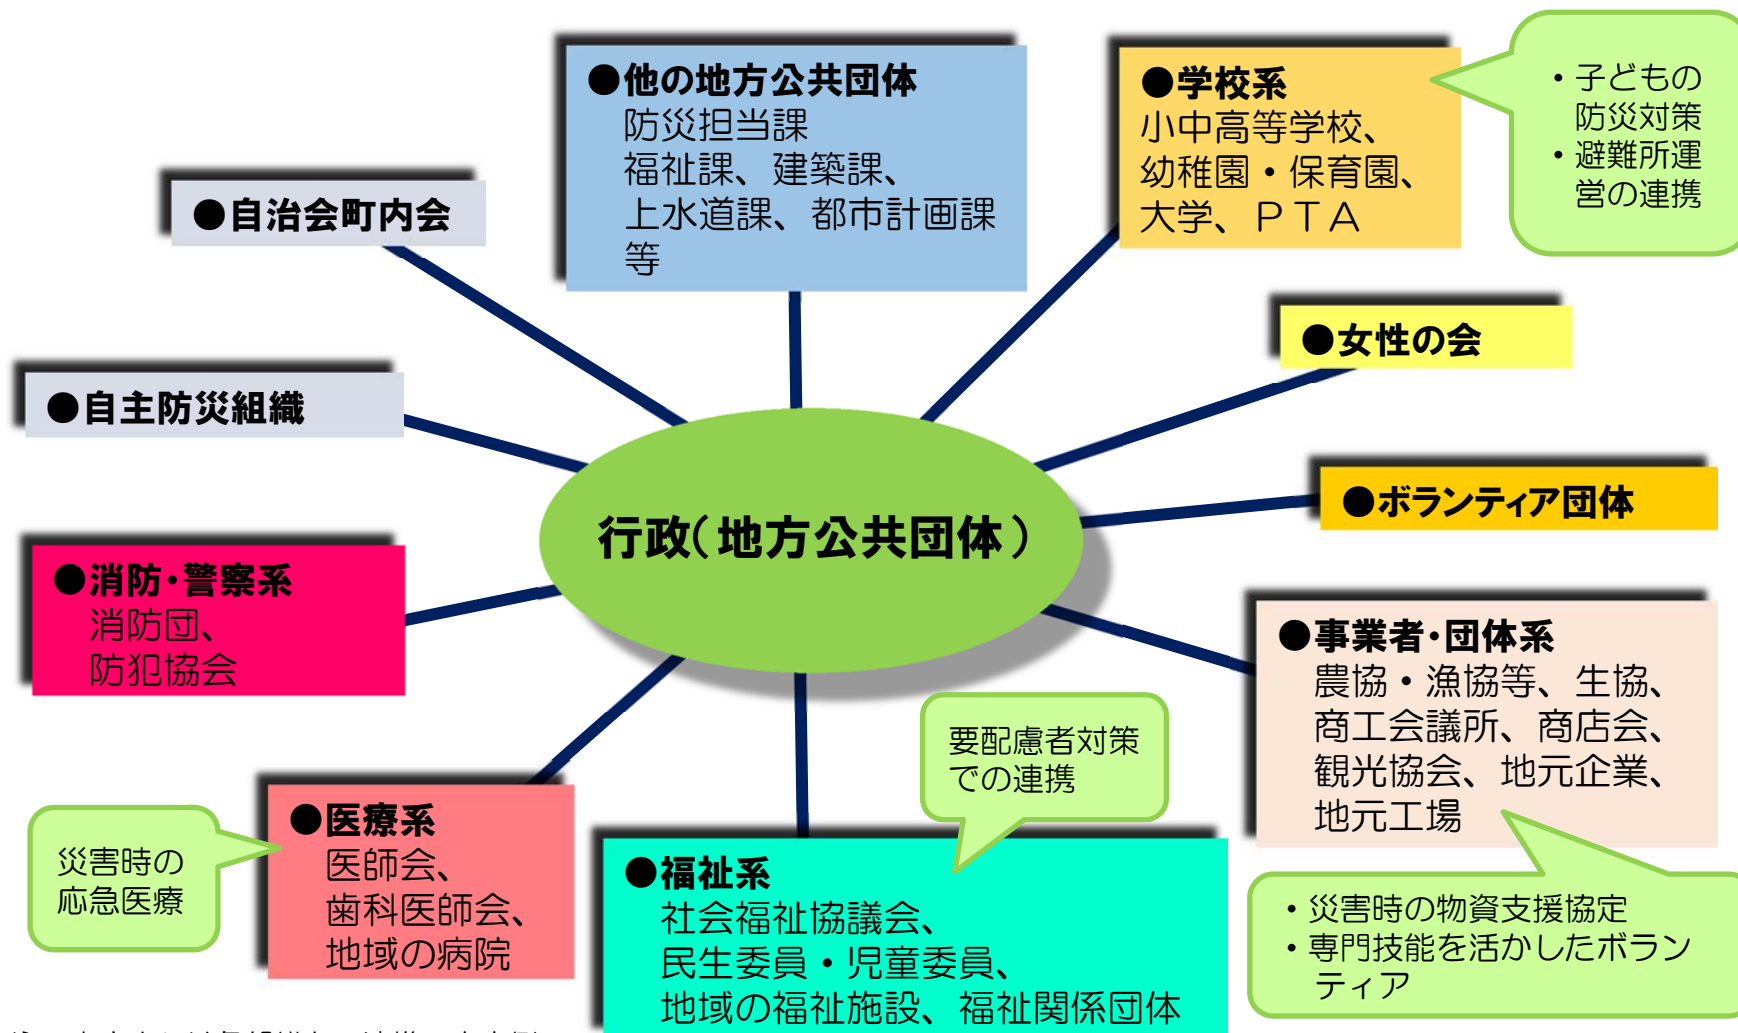 ●他の地方公共団体
防災担当課
福祉課、建築課、
上水道課、都市計画課
等
●学校系
小中高等学校、
幼稚園・保育園、
大学、ＰＴＡ
・子どもの
防災対策
・避難所運
営の連携
●自治会町内会
●女性の会
●自主防災組織
●ボランティア団体
行政(地方公共団体)
●消防・警察系
消防団、
防犯協会
●事業者・団体系
農協・漁協等、生協、
商工会議所、商店会、
観光協会、地元企業、
地元工場
・災害時の物資支援協定
・専門技能を活かしたボラン
ティア
要配慮者対策
での連携
●医療系
医師会、
歯科医師会、
地域の病院
災害時の
応急医療
●福祉系
社会福祉協議会、
民生委員・児童委員、
地域の福祉施設、福祉関係団体